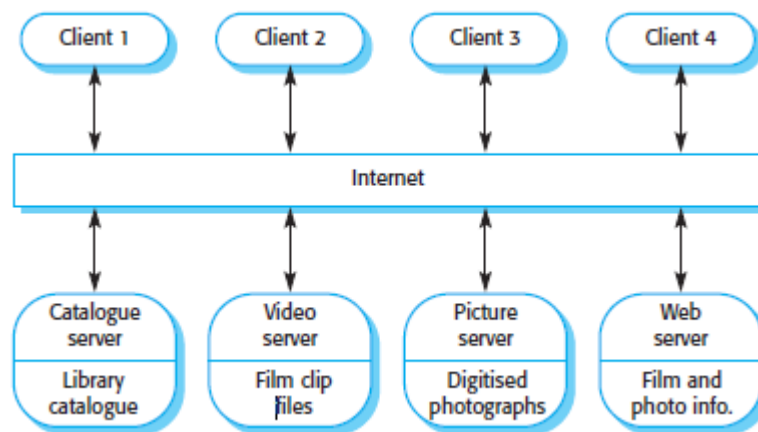 Client 1
Client 2
Client 3
Client 4
Internet
Catalogue
server
Library
catalogue
Video
server
Film clip
files
Picture
server
Digitised
photographs
Web
server
Film and
photo info.